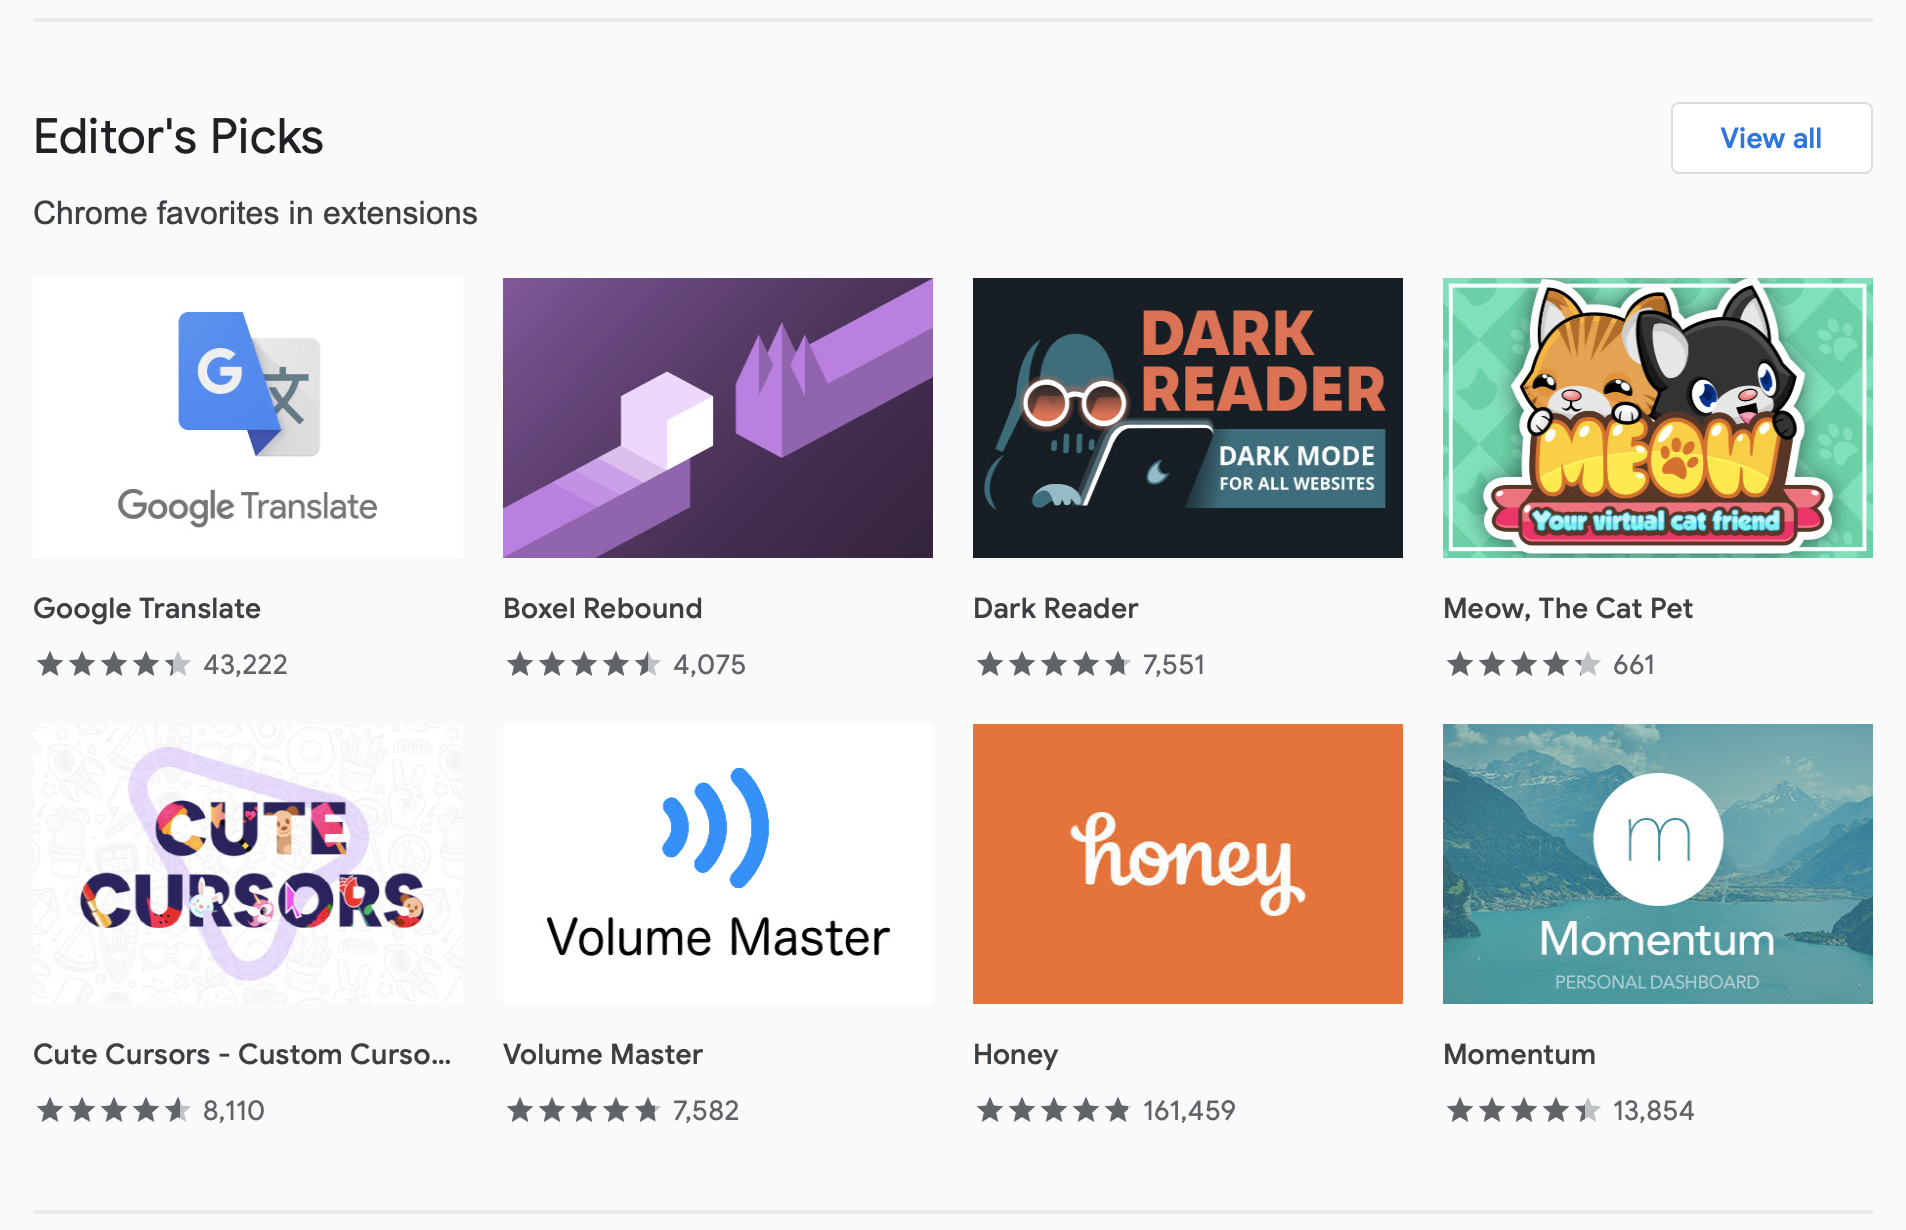 Editor's Picks
View all
Chrome favorites in extensions
G 文
Google Translate
DARK
READER
DARK MODE
FOR ALL WEBSITES
MEOW
Your virtual cat friend
Google Translate
43,222
Boxel Rebound
4,075
Dark Reader
7,551
Meow, The Cat Pet
661
CUTE
CURSORS
Volume Master
honey
m
Momentum
PERSONAL DASHBOARD
Cute Cursors - Custom Curso...
8,110
Volume Master
7,582
Honey
161,459
Momentum
13,854